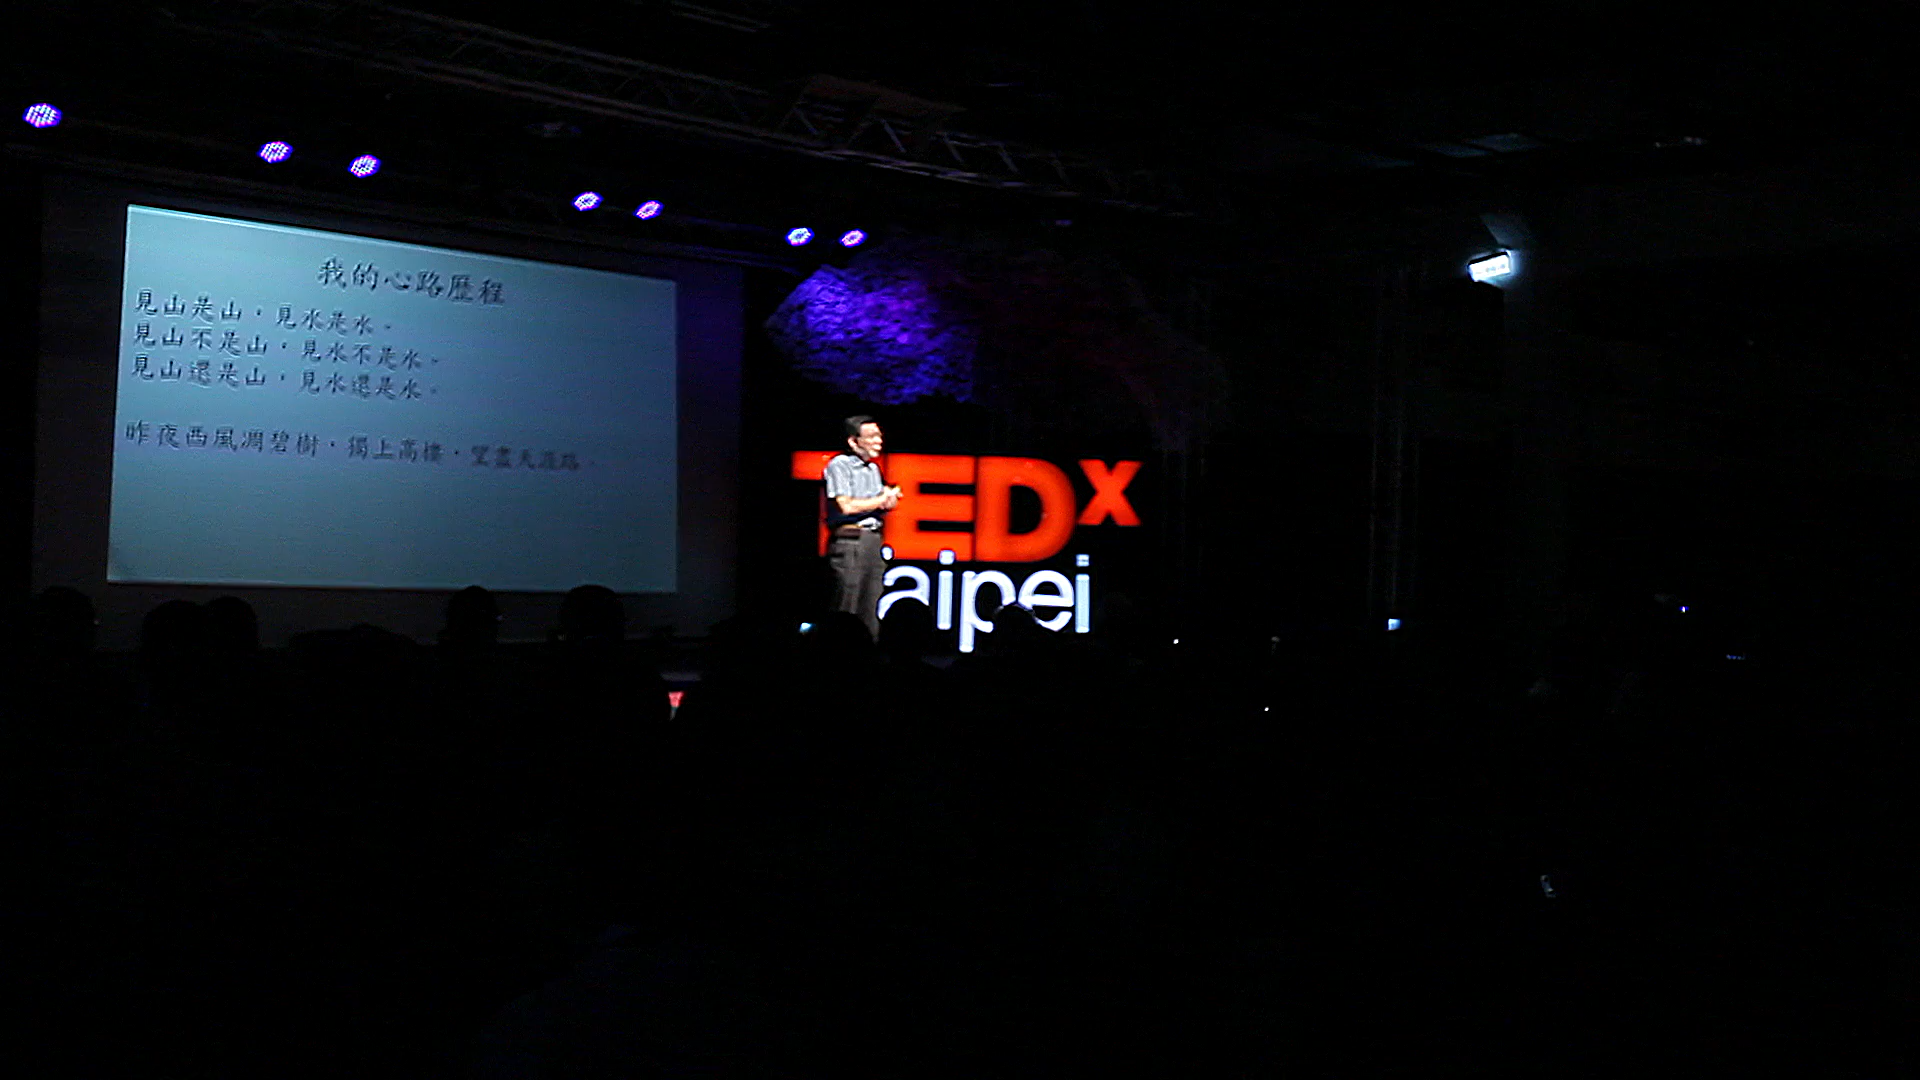 我的心路歷程
見山是山，見水是水。
見山不是山，見水不是水。
見山還是山，見水還是水。
昨夜西風凋碧樹，獨上高樓，望盡天涯路。
TEDx
aipei